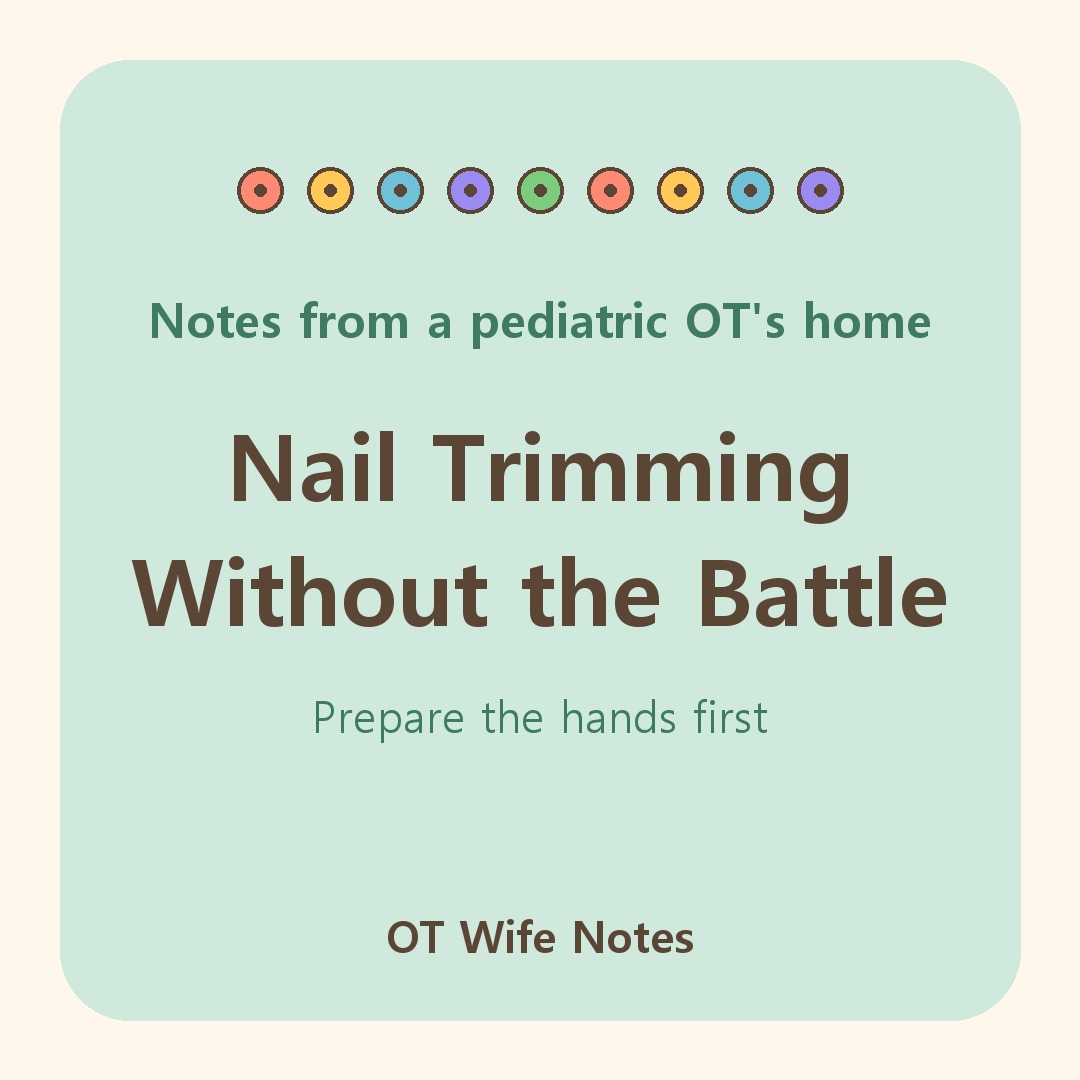 Notes from a pediatric OT's home
Nail Trimming
Without the Battle
Prepare the hands first
OT Wife Notes